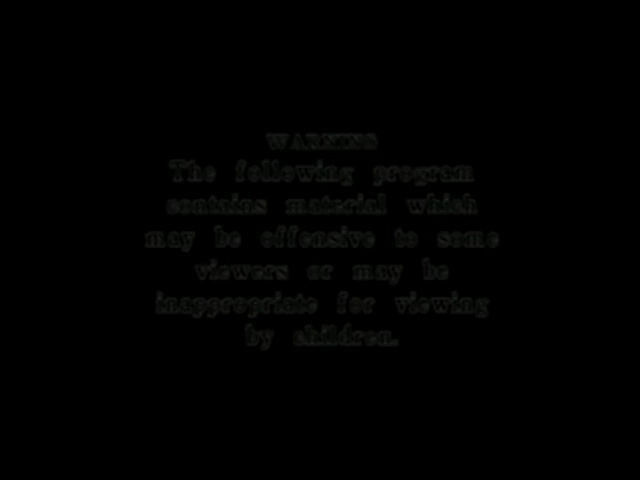 WARNING
The following program
contains material which
may be offensive to some
viewers or may be
inappropriate for viewing
by children.